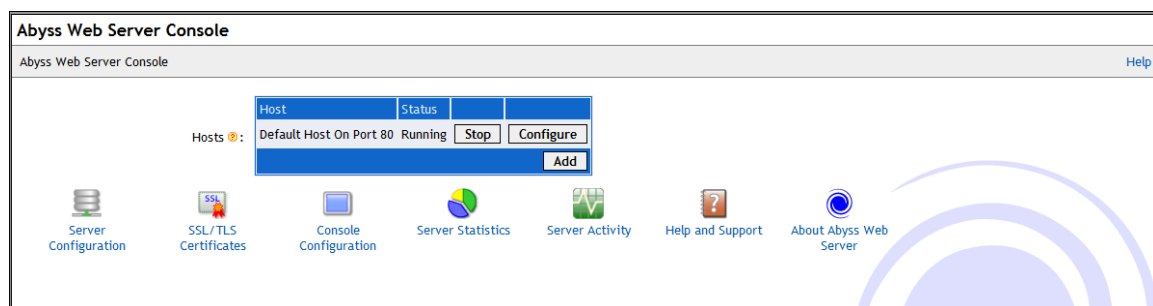 Abyss Web Server Console
Abyss Web Server Console
Help
Host Status
Hosts ? :
Default Host On Port 80 Running Stop Configure
Add
SSL
?
Server Configuration
SSL/TLS Certificates
Console Configuration
Server Statistics
Server Activity
Help and Support
About Abyss Web Server